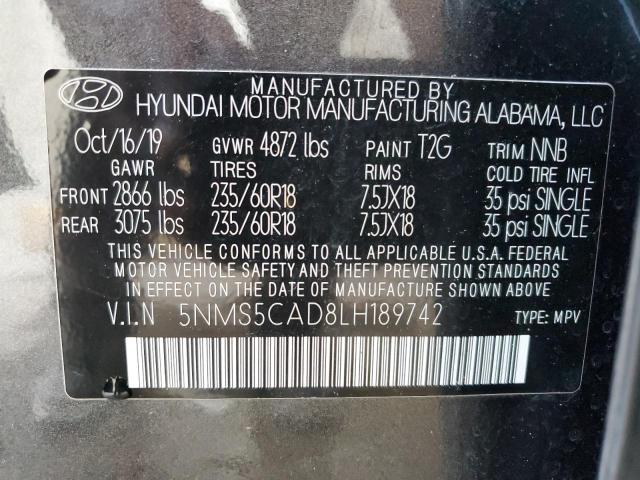 MANUFACTURED BY
HYUNDAI MOTOR MANUFACTURING ALABAMA, LLC
Oct/16/19 GVWR 4872 lbs PAINT T2G TRIM NNB
GAWR TIRES RIMS COLD TIRE INFL
FRONT 2866 lbs 235/60R18 7.5JX18 35 psi SINGLE
REAR 3075 lbs 235/60R18 7.5JX18 35 psi SINGLE
THIS VEHICLE CONFORMS TO ALL APPLICABLE U.S.A. FEDERAL
MOTOR VEHICLE SAFETY AND THEFT PREVENTION STANDARDS
IN EFFECT ON THE DATE OF MANUFACTURE SHOWN ABOVE.
V.I.N 5NMS5CAD8LH189742 TYPE: MPV